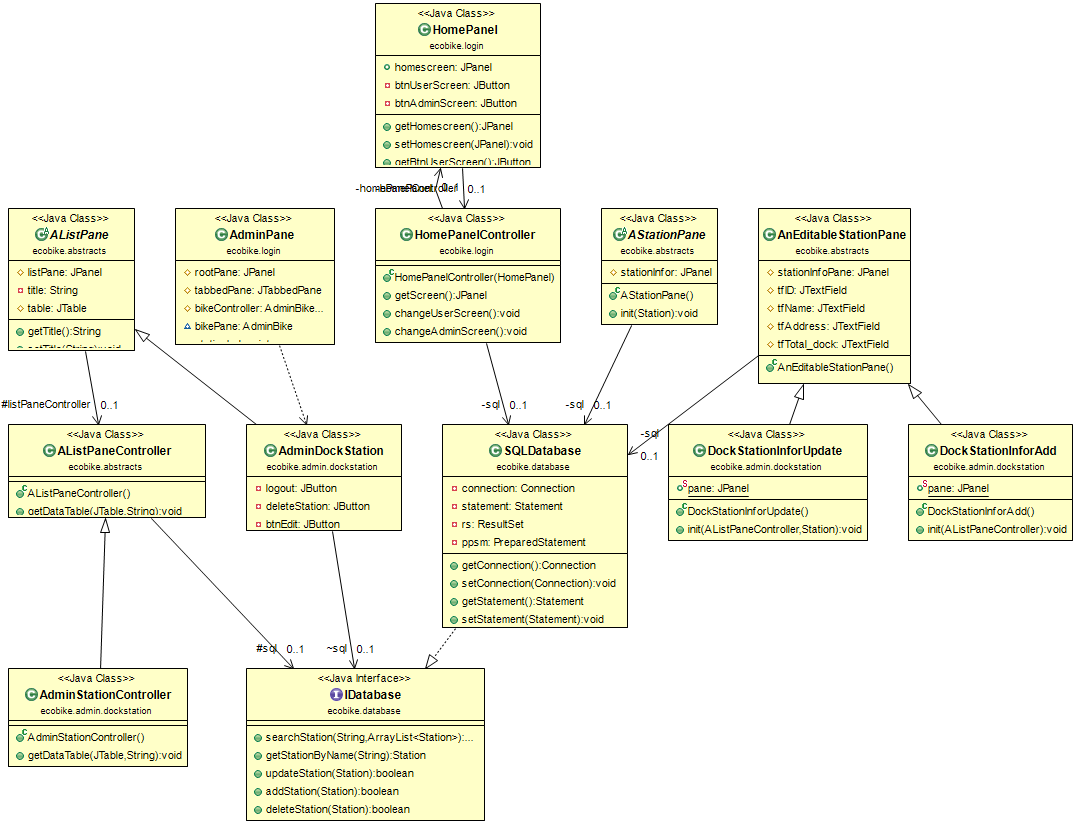 <<Java Class>>
HomePanel
ecobike.login
homescreen: JPanel
btnUserScreen: JButton
btnAdminScreen: JButton
getHomescreen():JPanel
setHomescreen(JPanel):void
getBtnUserScreen():JButton
0..1
0..1
<<Java Class>>
AListPane
ecobike.abstracts
listPane: JPanel
title: String
table: JTable
getTitle():String
setTitle(String):void
<<Java Class>>
AdminPane
ecobike.login
rootPane: JPanel
tabbedPane: JTabbedPane
bikeController: AdminBike...
bikePane: AdminBike
<<Java Class>>
HomePanelController
ecobike.login
HomePanelController(HomePanel)
getScreen():JPanel
changeUserScreen():void
changeAdminScreen():void
<<Java Class>>
AStationPane
ecobike.abstracts
stationInfor: JPanel
AStationPane()
init(Station):void
<<Java Class>>
AnEditableStationPane
ecobike.abstracts
stationInfoPane: JPanel
tfID: JTextField
tfName: JTextField
tfAddress: JTextField
tfTotal_dock: JTextField
AnEditableStationPane()
#listPaneController 0..1
-sql 0..1
-sql 0..1
-sql
0..1
<<Java Class>>
AListPaneController
ecobike.abstracts
AListPaneController()
getDataTable(JTable,String):void
<<Java Class>>
AdminDockStation
ecobike.admin.dockstation
logout: JButton
deleteStation: JButton
btnEdit: JButton
<<Java Class>>
SQLDatabase
ecobike.database
connection: Connection
statement: Statement
rs: ResultSet
ppsm: PreparedStatement
getConnection():Connection
setConnection(Connection):void
getStatement():Statement
setStatement(Statement):void
<<Java Class>>
DockStationInforUpdate
ecobike.admin.dockstation
pane: JPanel
DockStationInforUpdate()
init(AListPaneController,Station):void
<<Java Class>>
DockStationInforAdd
ecobike.admin.dockstation
pane: JPanel
DockStationInforAdd()
init(AListPaneController):void
#sql 0..1
~sql 0..1
<<Java Class>>
AdminStationController
ecobike.admin.dockstation
AdminStationController()
getDataTable(JTable,String):void
<<Java Interface>>
IDatabase
ecobike.database
searchStation(String,ArrayList<Station>):...
getStationByName(String):Station
updateStation(Station):boolean
addStation(Station):boolean
deleteStation(Station):boolean